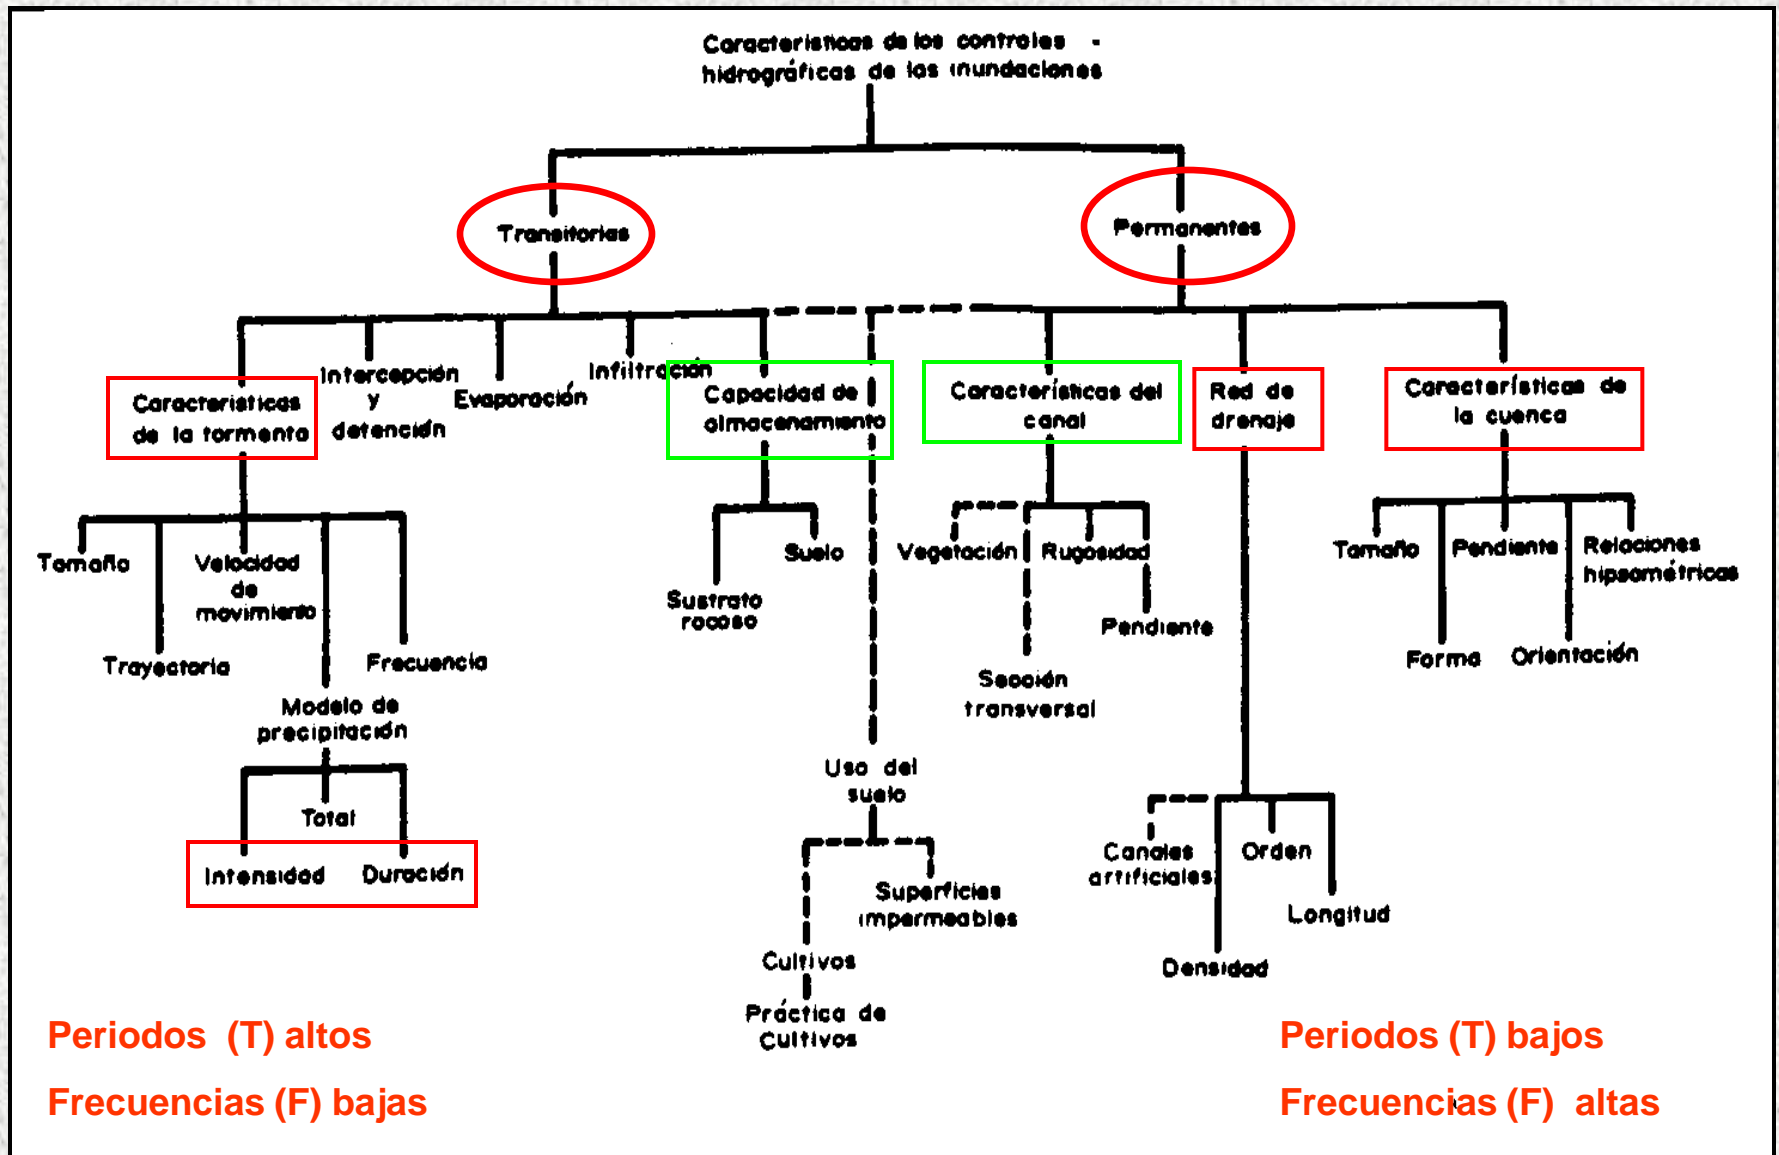 Características de los controles -
hidrográficas de las inundaciones
Transitorias
Permanentes
Características
de la tormenta
Intercepción
y
detención
Evaporación
Infiltración
Capacidad de
almacenamiento
Características del
canal
Red de
drenaje
Características de
la cuenca
Tamaño
Trayectoria
Velocidad
de
movimiento
Modelo de
precipitación
Frecuencia
Total
Intensidad
Duración
Sustrato
rocoso
Suelo
Uso del
suelo
Superficies
impermeables
Cultivos
Práctica de
Cultivos
Vegetación
Sección
transversal
Rugosidad
Pendiente
Canales
artificiales
Densidad
Orden
Longitud
Tamaño
Forma
Pendiente
Orientación
Relaciones
hipsométricas
Periodos (T) altos
Frecuencias (F) bajas
Periodos (T) bajos
Frecuencias (F) altas